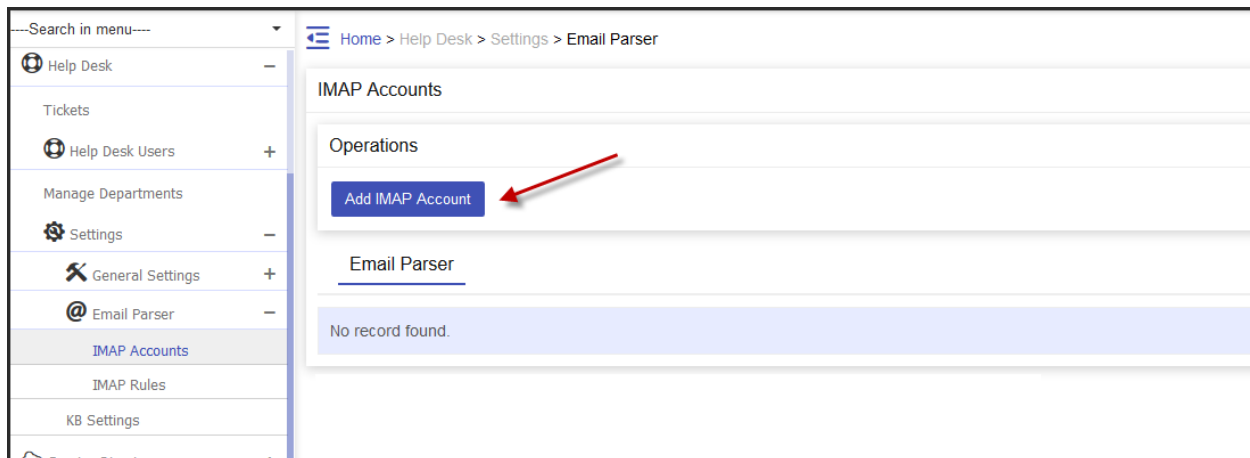 ----Search in menu----
Help Desk
Tickets
Help Desk Users
Manage Departments
Settings
General Settings
Email Parser
IMAP Accounts
IMAP Rules
KB Settings
Home > Help Desk > Settings > Email Parser
IMAP Accounts
Operations
Add IMAP Account
Email Parser
No record found.